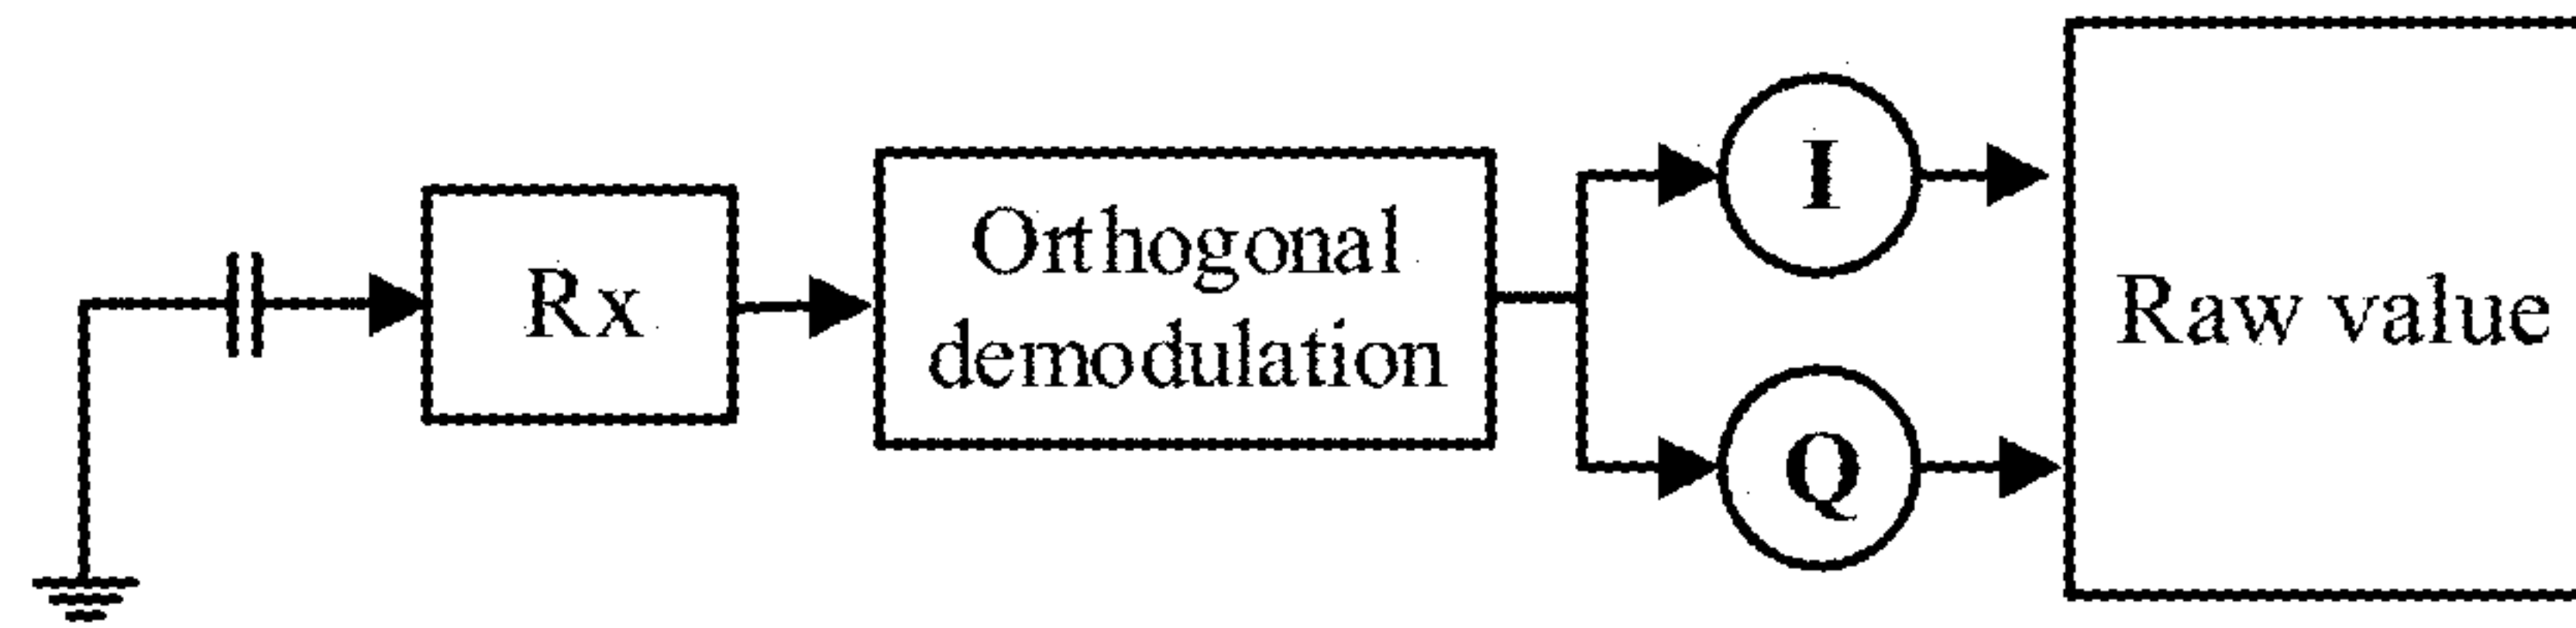 Rx
Orthogonal
demodulation
I
Q
Raw value